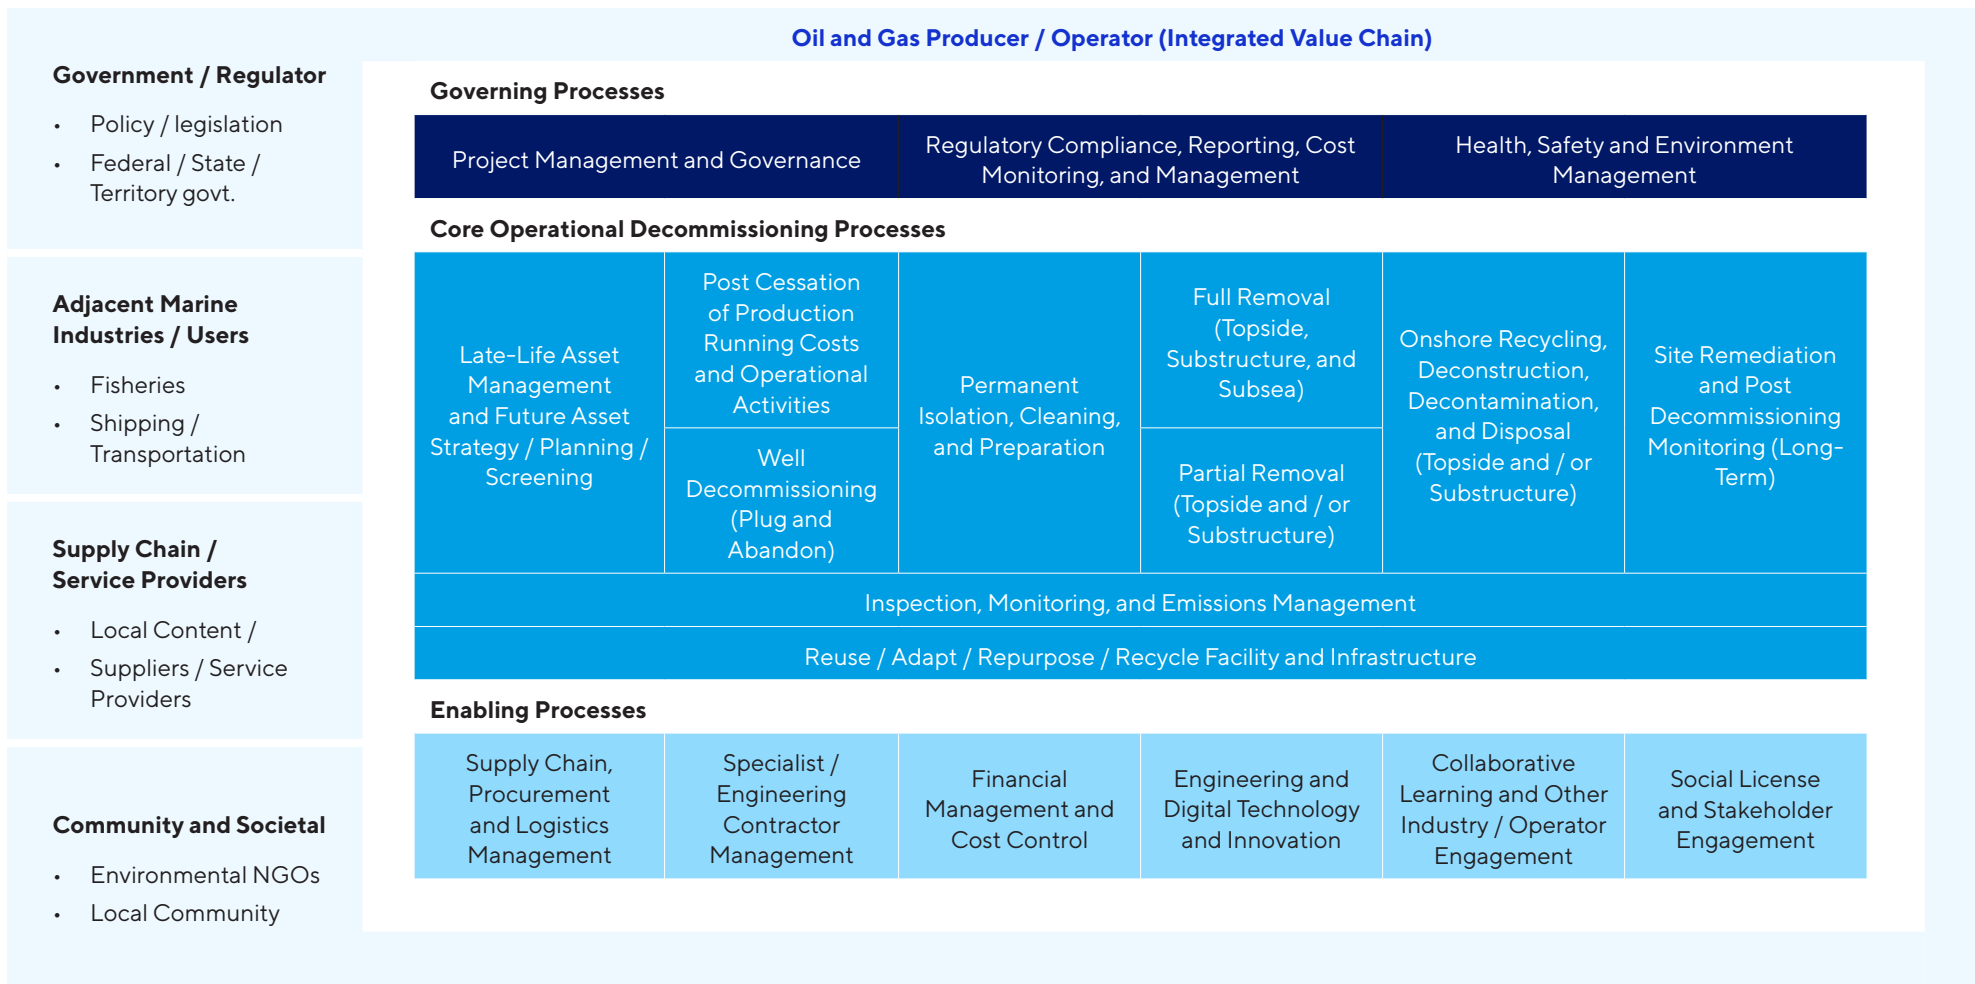 Oil and Gas Producer / Operator (Integrated Value Chain)
Government / Regulator
• Policy / legislation
• Federal / State /
Territory govt.
Adjacent Marine
Industries / Users
• Fisheries
• Shipping /
Transportation
Supply Chain /
Service Providers
• Local Content /
• Suppliers / Service
Providers
Community and Societal
• Environmental NGOs
• Local Community
Governing Processes
Project Management and Governance
Regulatory Compliance, Reporting, Cost
Monitoring, and Management
Health, Safety and Environment
Management
Core Operational Decommissioning Processes
Late-Life Asset
Management
and Future Asset
Strategy / Planning /
Screening
Post Cessation
of Production
Running Costs
and Operational
Activities
Well
Decommissioning
(Plug and
Abandon)
Permanent
Isolation, Cleaning,
and Preparation
Full Removal
(Topside,
Substructure, and
Subsea)
Partial Removal
(Topside and / or
Substructure)
Onshore Recycling,
Deconstruction,
Decontamination,
and Disposal
(Topside and / or
Substructure)
Site Remediation
and Post
Decommissioning
Monitoring (Long-
Term)
Inspection, Monitoring, and Emissions Management
Reuse / Adapt / Repurpose / Recycle Facility and Infrastructure
Enabling Processes
Supply Chain,
Procurement
and Logistics
Management
Specialist /
Engineering
Contractor
Management
Financial
Management and
Cost Control
Engineering and
Digital Technology
and Innovation
Collaborative
Learning and Other
Industry / Operator
Engagement
Social License
and Stakeholder
Engagement